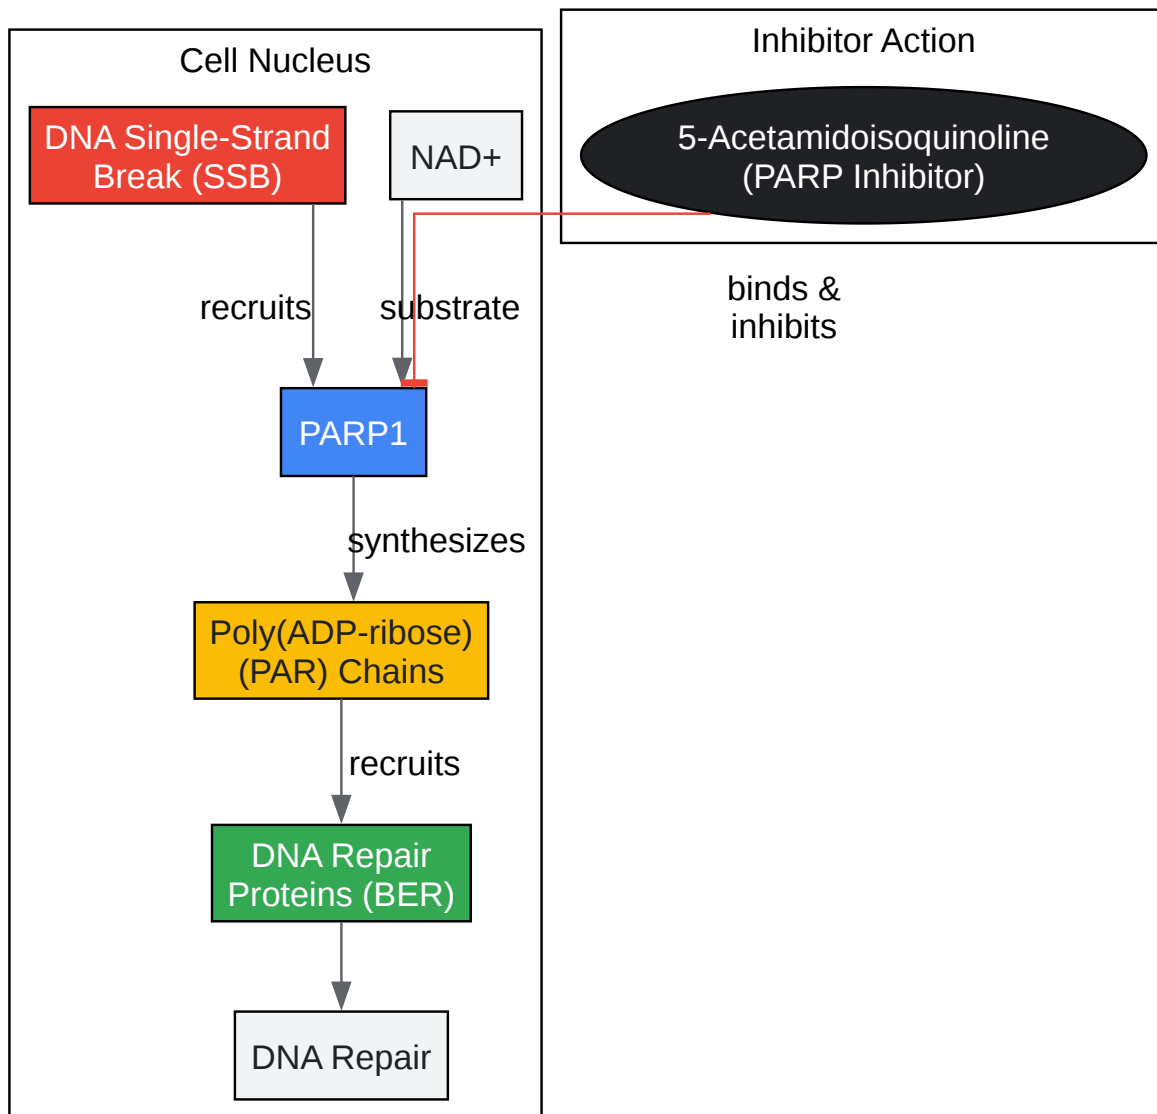 Cell Nucleus
DNA Single-Strand
Break (SSB)
NAD+
recruits
substrate
PARP1
synthesizes
Poly(ADP-ribose)
(PAR) Chains
recruits
DNA Repair
Proteins (BER)
DNA Repair
Inhibitor Action
5-Acetamidoisoquinoline
(PARP Inhibitor)
binds &
inhibits